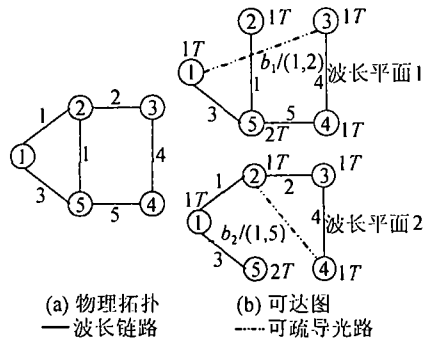 ② 1T
③ 1T
1T
①
b₁/(1,2)
1
4
波长平面1
3
5
⑤ 2T
④ 1T
② 2 ③
1
①
1
4
3
⑤ 5 ④
1T
② 2 ③ 1T
1
1T
①
b₂/(1,5)
4
波长平面2
3
⑤ 2T
④ 1T
(a) 物理拓扑
(b) 可达图
波长链路
可疏导光路